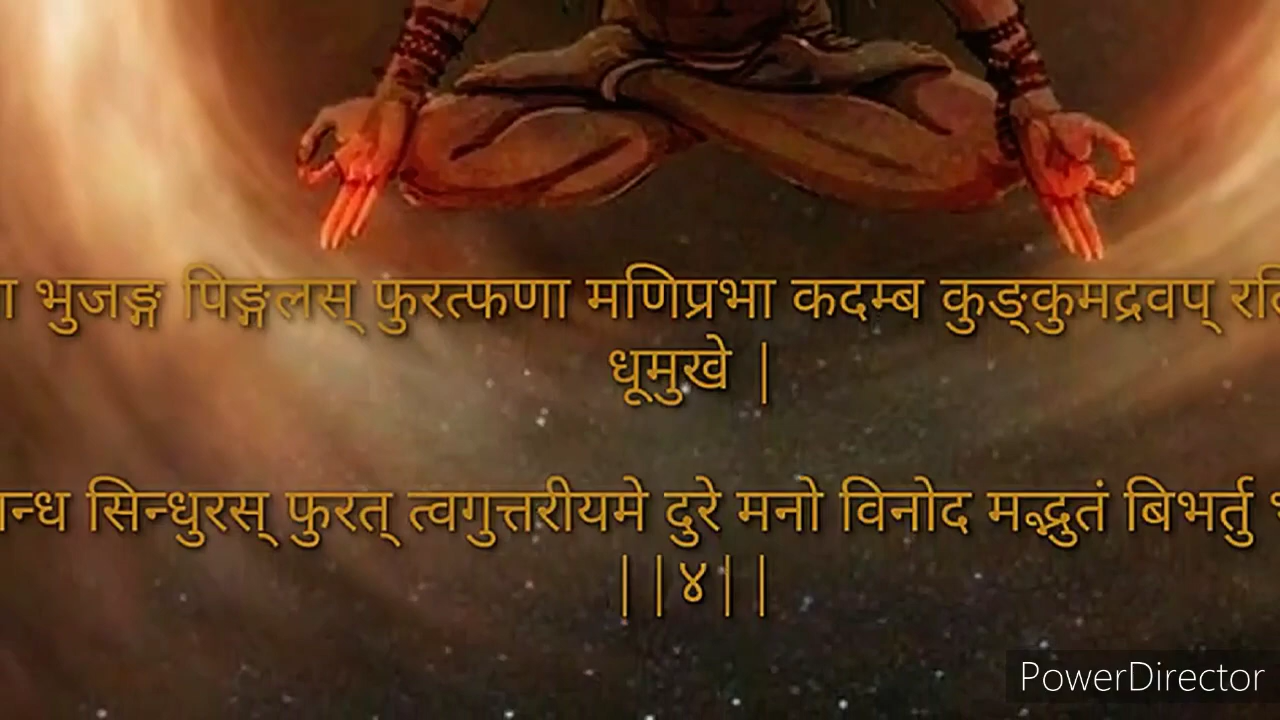 भुजङ्ग पिङ्गलस् फुरत्फणा मणिप्रभा कदम्ब कुङ्कुमद्रवप्
धूमुखे |
सिन्धुरस् फुरत् त्वगुत्तरीयमे दुरे मनो विनोद मद्भुतं बिभर्तु
||४||
PowerDirector